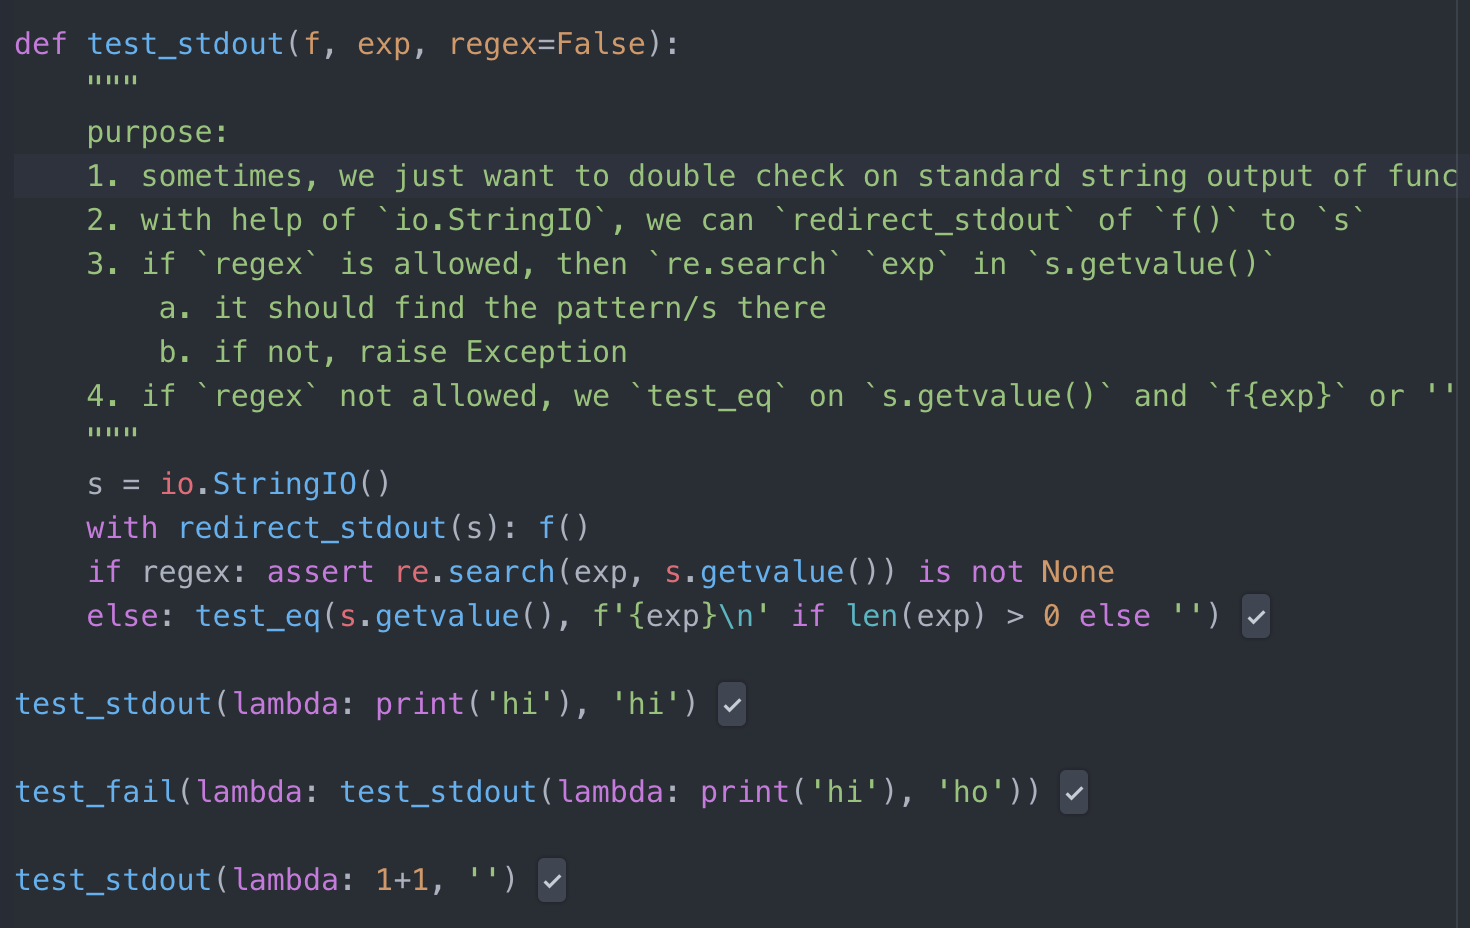 def test_stdout(f, exp, regex=False):
    """
    purpose:
    1. sometimes, we just want to double check on standard string output of func
    2. with help of `io.StringIO`, we can `redirect_stdout` of `f()` to `s`
    3. if `regex` is allowed, then `re.search` `exp` in `s.getvalue()`
        a. it should find the pattern/s there
        b. if not, raise Exception
    4. if `regex` not allowed, we `test_eq` on `s.getvalue()` and `f{exp}` or ''
    """
    s = io.StringIO()
    with redirect_stdout(s): f()
    if regex: assert re.search(exp, s.getvalue()) is not None
    else: test_eq(s.getvalue(), f'{exp}\n' if len(exp) > 0 else '')
test_stdout(lambda: print('hi'), 'hi')
test_fail(lambda: test_stdout(lambda: print('hi'), 'ho'))
test_stdout(lambda: 1+1, '')